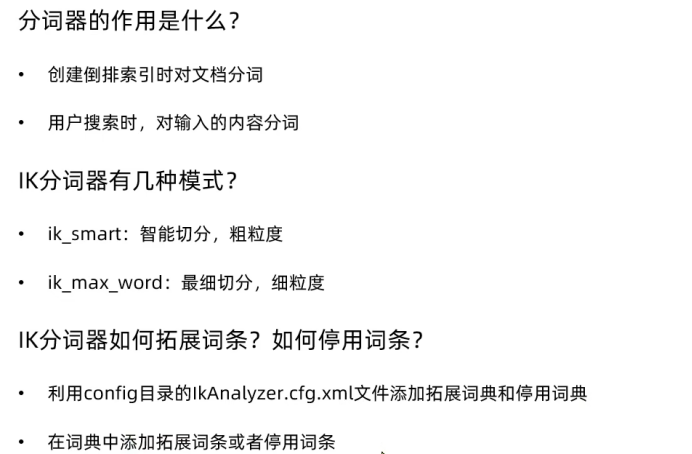 分词器的作用是什么？
• 创建倒排索引时对文档分词
• 用户搜索时，对输入的内容分词
IK分词器有几种模式？
• ik_smart：智能切分，粗粒度
• ik_max_word：最细切分，细粒度
IK分词器如何拓展词条？如何停用词条？
• 利用config目录的IkAnalyzer.cfg.xml文件添加拓展词典和停用词典
• 在词典中添加拓展词条或者停用词条